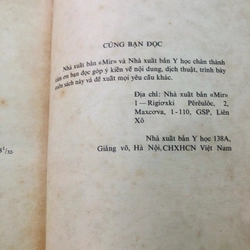 CÙNG BẠN ĐỌC
Nhà xuất bản «Mir» và Nhà xuất bản Y học chân thành
cảm ơn bạn đọc góp ý kiến về nội dung, dịch thuật, trình bày
cuốn sách này và đề xuất mọi yêu cầu khác.
Địa chỉ: Nhà xuất bản «Mir»
1 — Rigiơxki Pêrêulốc, 2,
Maxcơva, 1-110, GSP, Liên
Xô
Nhà xuất bản Y học 138A,
Giảng võ, Hà Nội, CHXHCN Việt Nam